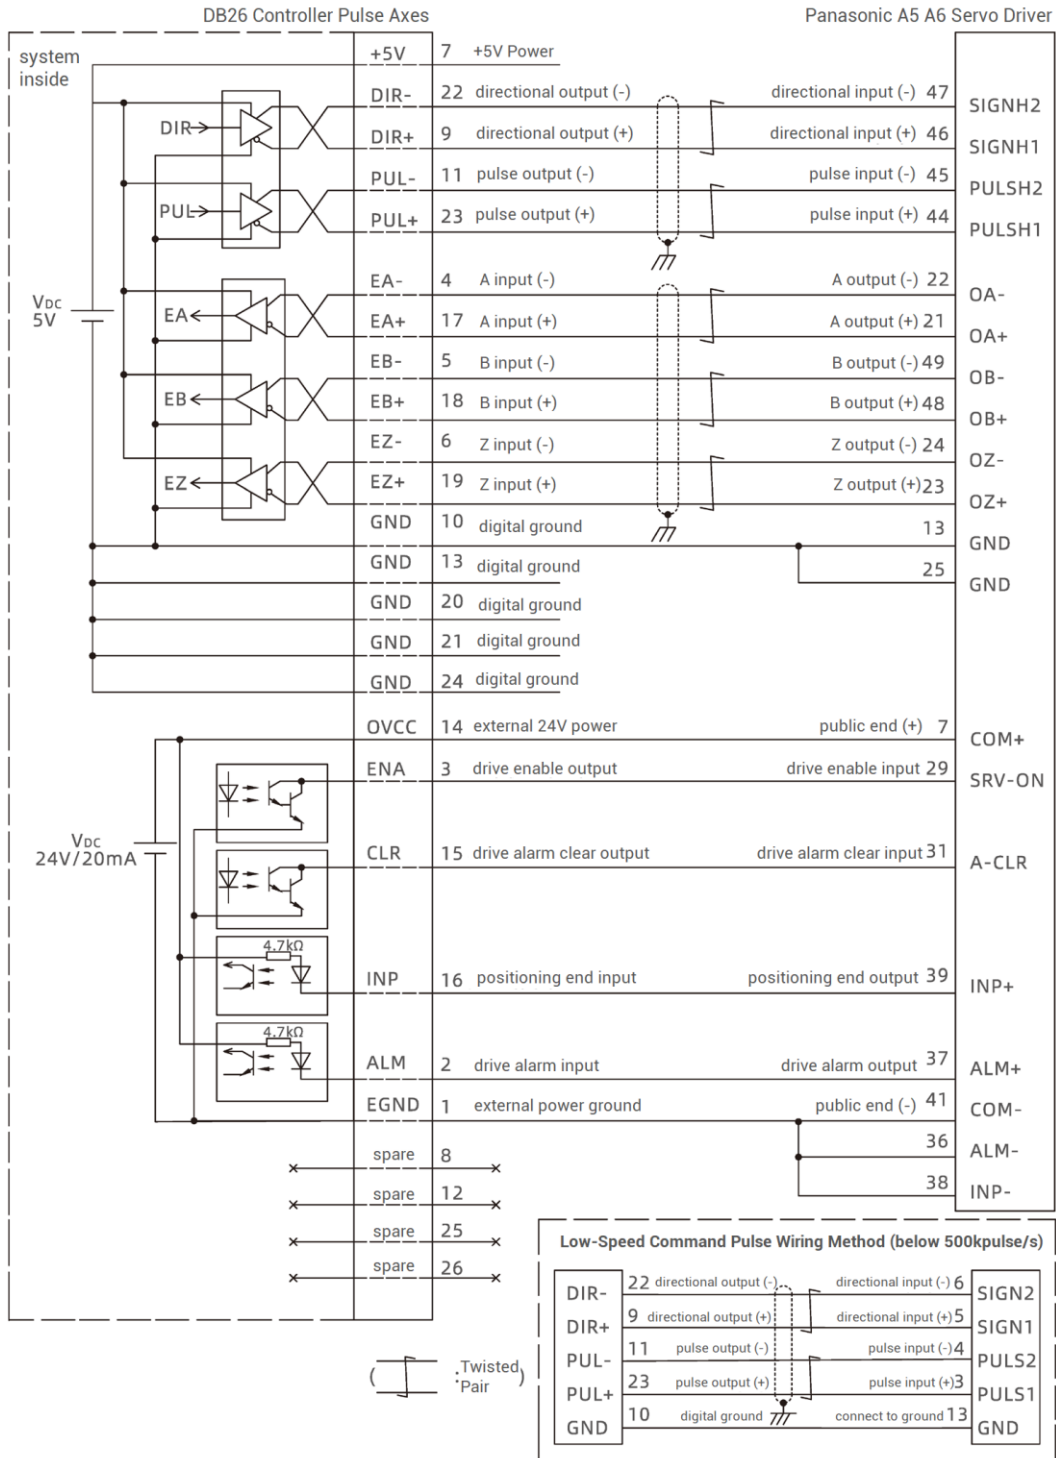 DB26 Controller Pulse Axes Panasonic A5 A6 Servo Driver
system
inside
+5V 7 +5V Power
DIR- 22 directional output (-) directional input (-) 47 SIGNH2
DIR
DIR+ 9 directional output (+) directional input (+) 46 SIGNH1
PUL- 11 pulse output (-) pulse input (-) 45 PULSH2
PUL
PUL+ 23 pulse output (+) pulse input (+) 44 PULSH1
EA- 4 A input (-) A output (-) 22 OA-
VDC
5V
EA
EA+ 17 A input (+) A output (+) 21 OA+
EB- 5 B input (-) B output (-) 49 OB-
EB
EB+ 18 B input (+) B output (+) 48 OB+
EZ- 6 Z input (-) Z output (-) 24 OZ-
EZ
EZ+ 19 Z input (+) Z output (+) 23 OZ+
GND 10 digital ground 13 GND
GND 13 digital ground 25 GND
GND 20 digital ground
GND 21 digital ground
GND 24 digital ground
OVCC 14 external 24V power public end (+) 7 COM+
ENA 3 drive enable output drive enable input 29 SRV-ON
VDC
24V/20mA
CLR 15 drive alarm clear output drive alarm clear input 31 A-CLR
4.7kΩ
INP 16 positioning end input positioning end output 39 INP+
4.7kΩ
ALM 2 drive alarm input drive alarm output 37 ALM+
EGND 1 external power ground public end (-) 41 COM-
36 ALM-
spare 8
38 INP-
spare 12
spare 25
spare 26
Low-Speed Command Pulse Wiring Method (below 500kpulse/s)
DIR- 22 directional output (-) directional input (-) 6 SIGN2
DIR+ 9 directional output (+) directional input (+) 5 SIGN1
PUL- 11 pulse output (-) pulse input (-) 4 PULS2
PUL+ 23 pulse output (+) pulse input (+) 3 PULS1
GND 10 digital ground connect to ground 13 GND
( : Twisted
Pair )